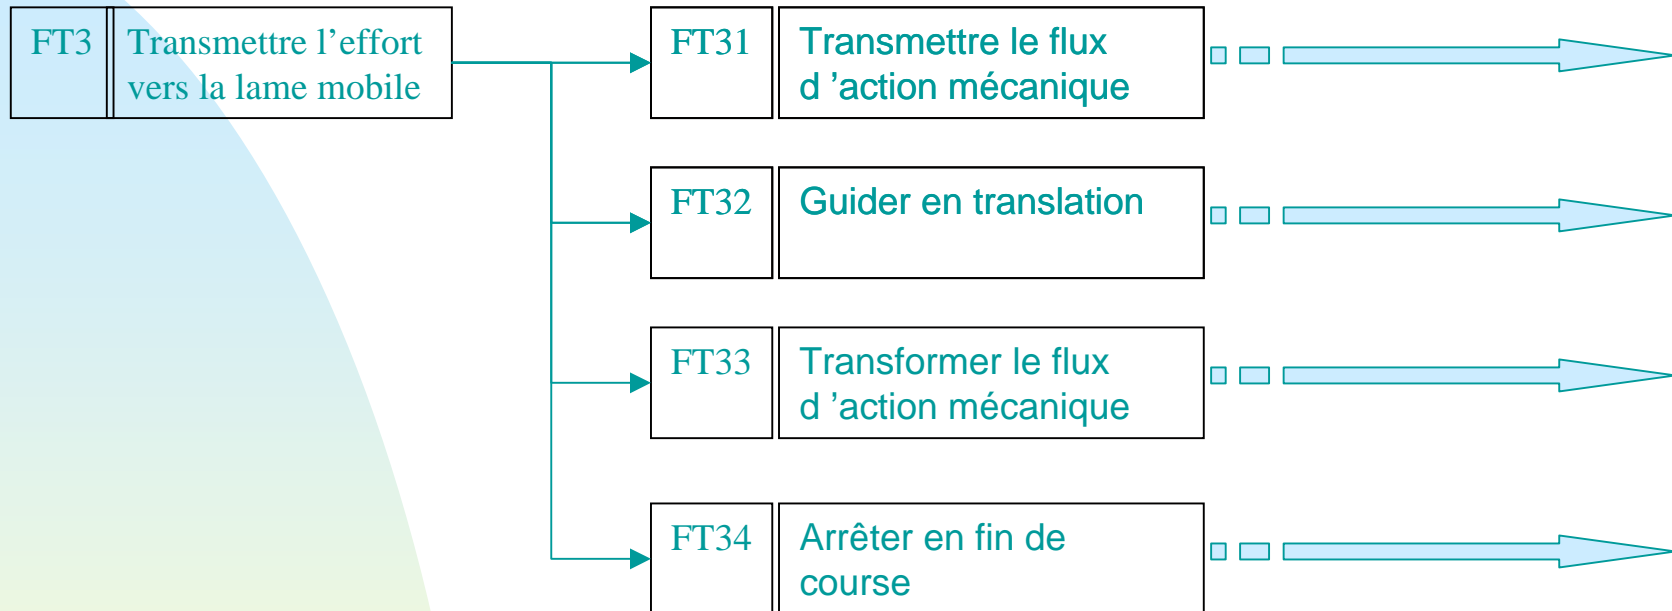 FT3 Transmettre l’effort
vers la lame mobile
FT31 Transmettre le flux
d ’action mécanique
FT32 Guider en translation
FT33 Transformer le flux
d ’action mécanique
FT34 Arrêter en fin de
course